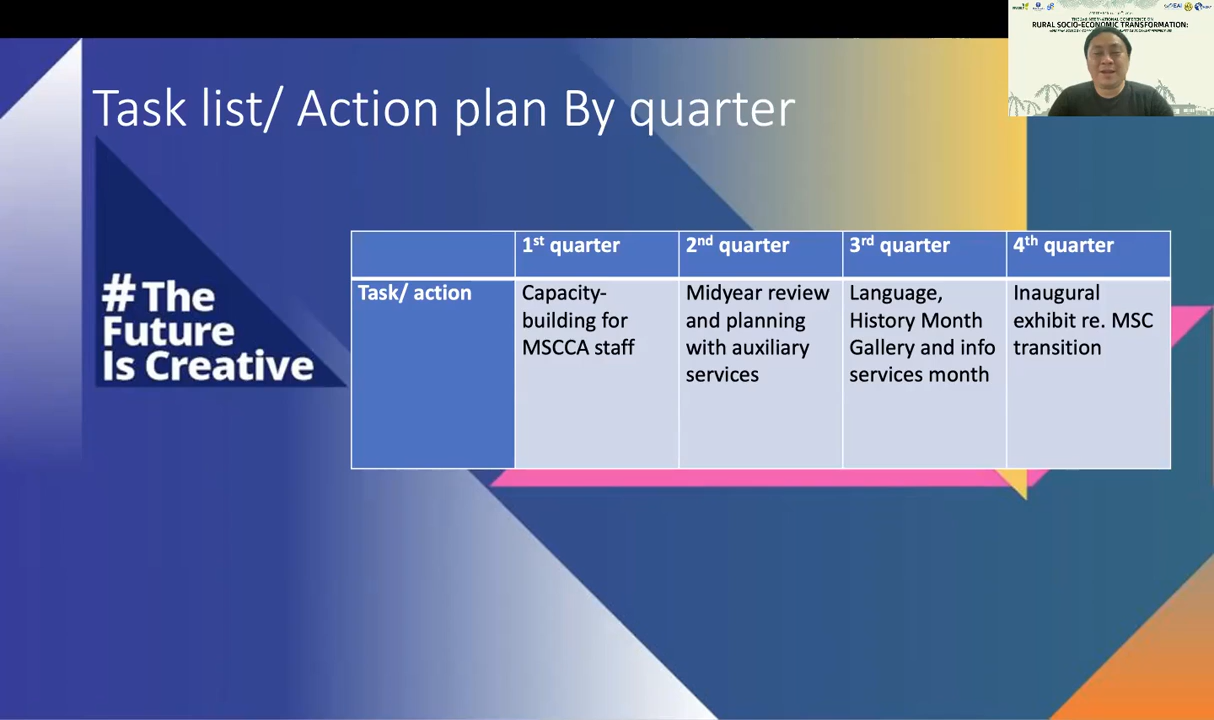 RURAL SOCIO-ECONOMIC TRANSFORMATION:
Task list/ Action plan By quarter
# The
Future
Is Creative
1st quarter
2nd quarter
3rd quarter
4th quarter
Task/ action
Capacity-
building for
MSCCA staff
Midyear review
and planning
with auxiliary
services
Language,
History Month
Gallery and info
services month
Inaugural
exhibit re. MSC
transition